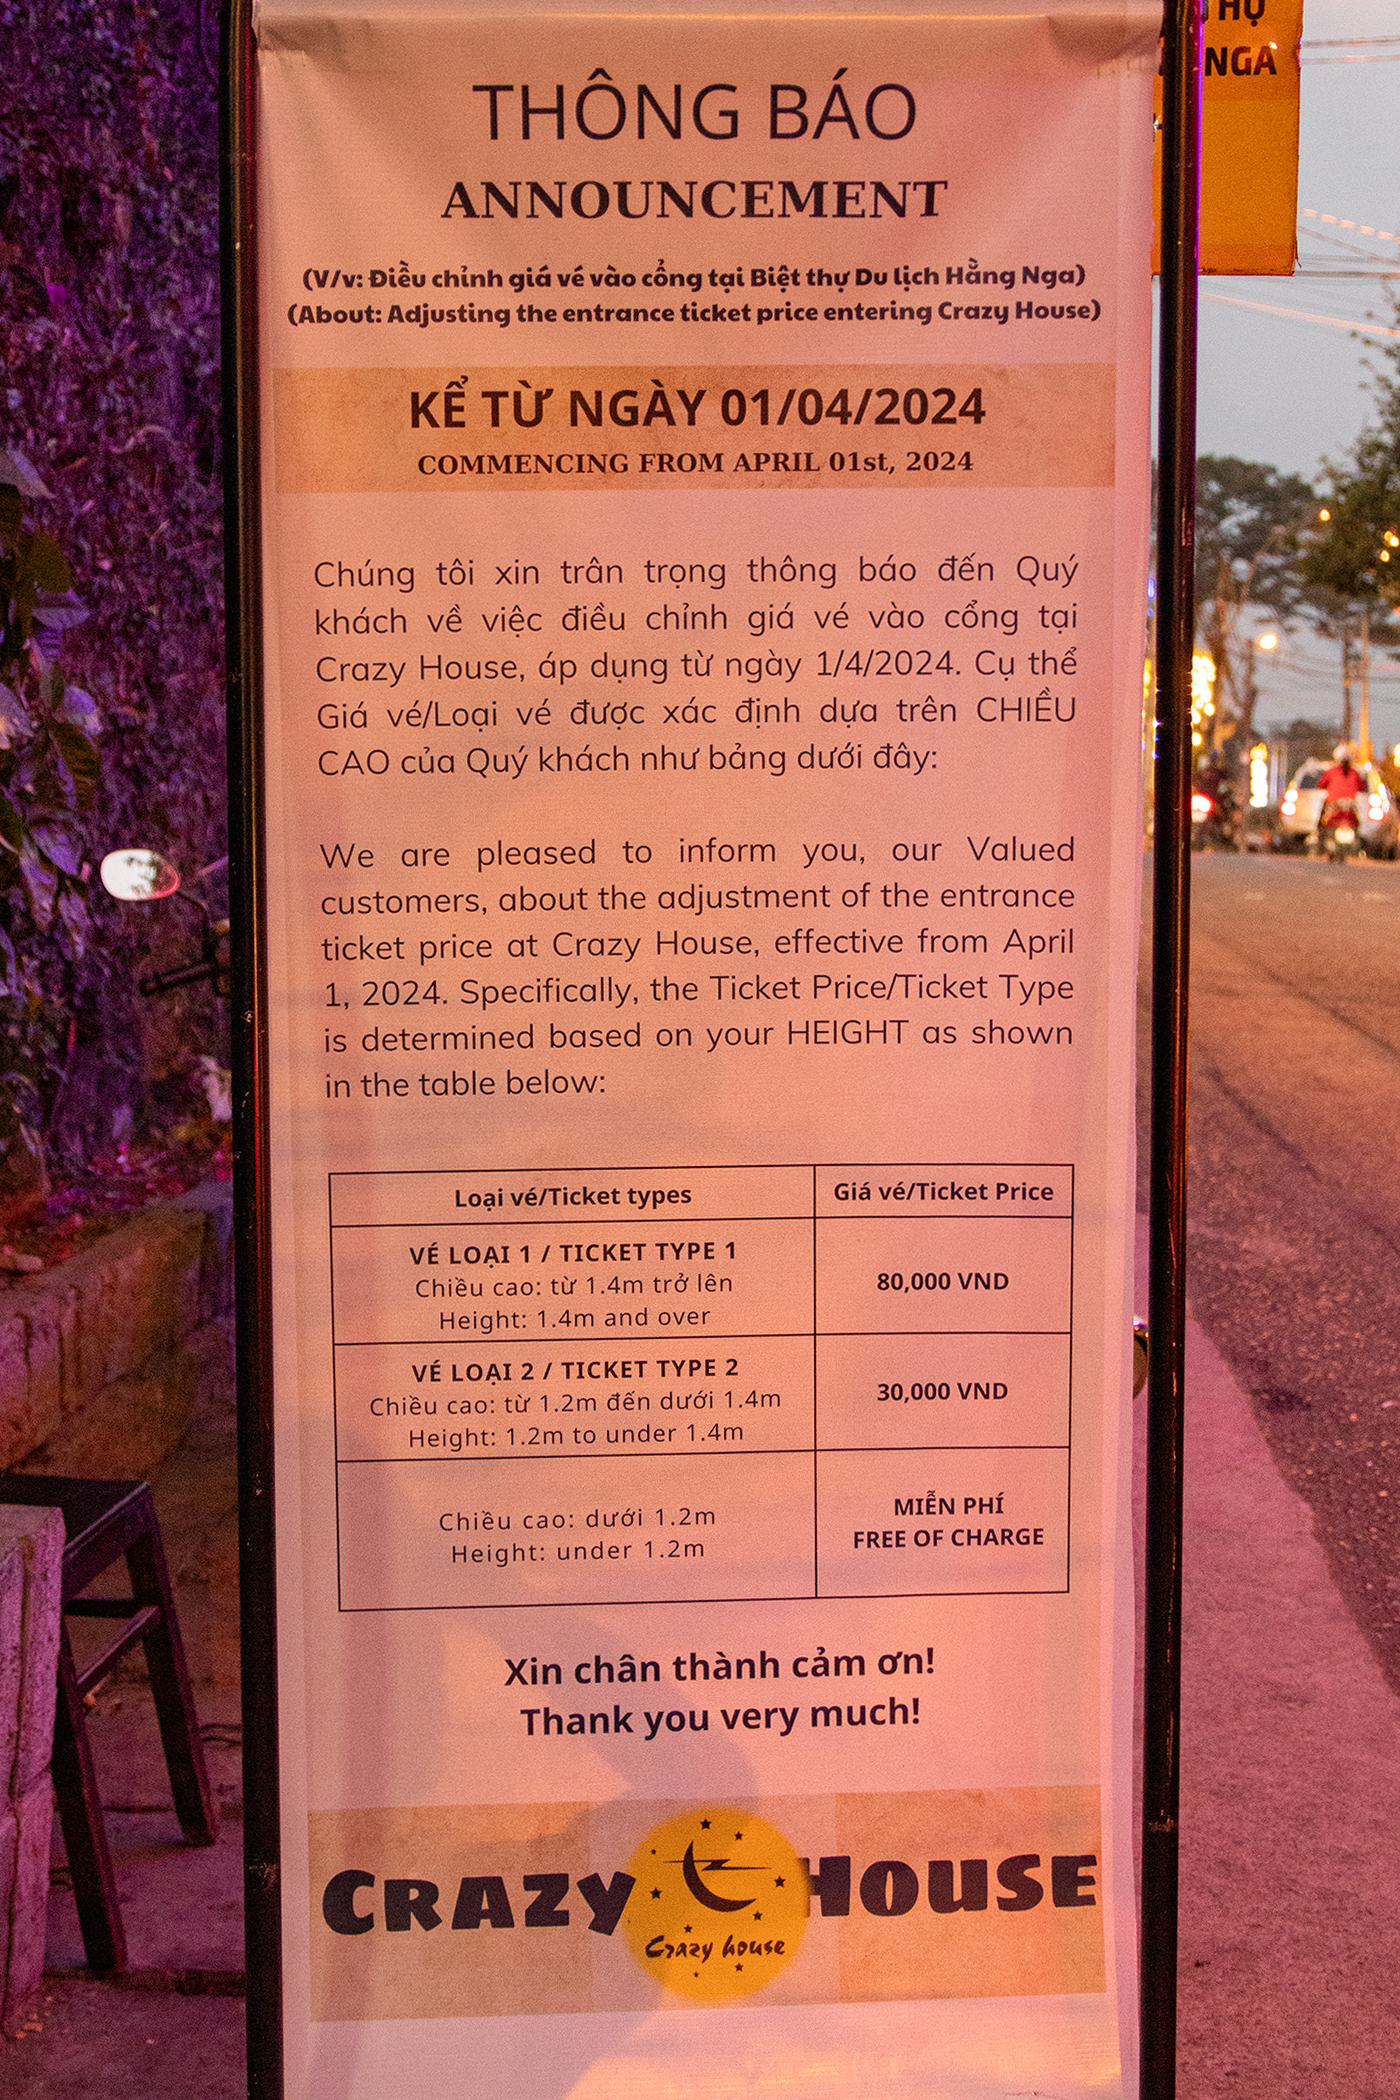 THÔNG BÁO
ANNOUNCEMENT
(V/v: Điều chỉnh giá vé vào cổng tại Biệt thự Du lịch Hằng Nga)
(About: Adjusting the entrance ticket price entering Crazy House)
KỂ TỪ NGÀY 01/04/2024
COMMENCING FROM APRIL 01st, 2024
Chúng tôi xin trân trọng thông báo đến Quý
khách về việc điều chỉnh giá vé vào cổng tại
Crazy House, áp dụng từ ngày 1/4/2024. Cụ thể
Giá vé/Loại vé được xác định dựa trên CHIỀU
CAO của Quý khách như bảng dưới đây:
We are pleased to inform you, our Valued
customers, about the adjustment of the entrance
ticket price at Crazy House, effective from April
1, 2024. Specifically, the Ticket Price/Ticket Type
is determined based on your HEIGHT as shown
in the table below:
Loại vé/Ticket types
Giá vé/Ticket Price
VÉ LOẠI 1 / TICKET TYPE 1
Chiều cao: từ 1.4m trở lên
Height: 1.4m and over
80,000 VND
VÉ LOẠI 2 / TICKET TYPE 2
Chiều cao: từ 1.2m đến dưới 1.4m
Height: 1.2m to under 1.4m
30,000 VND
Chiều cao: dưới 1.2m
Height: under 1.2m
MIỄN PHÍ
FREE OF CHARGE
Xin chân thành cảm ơn!
Thank you very much!
CRAZY HOUSE
Crazy house
NGA